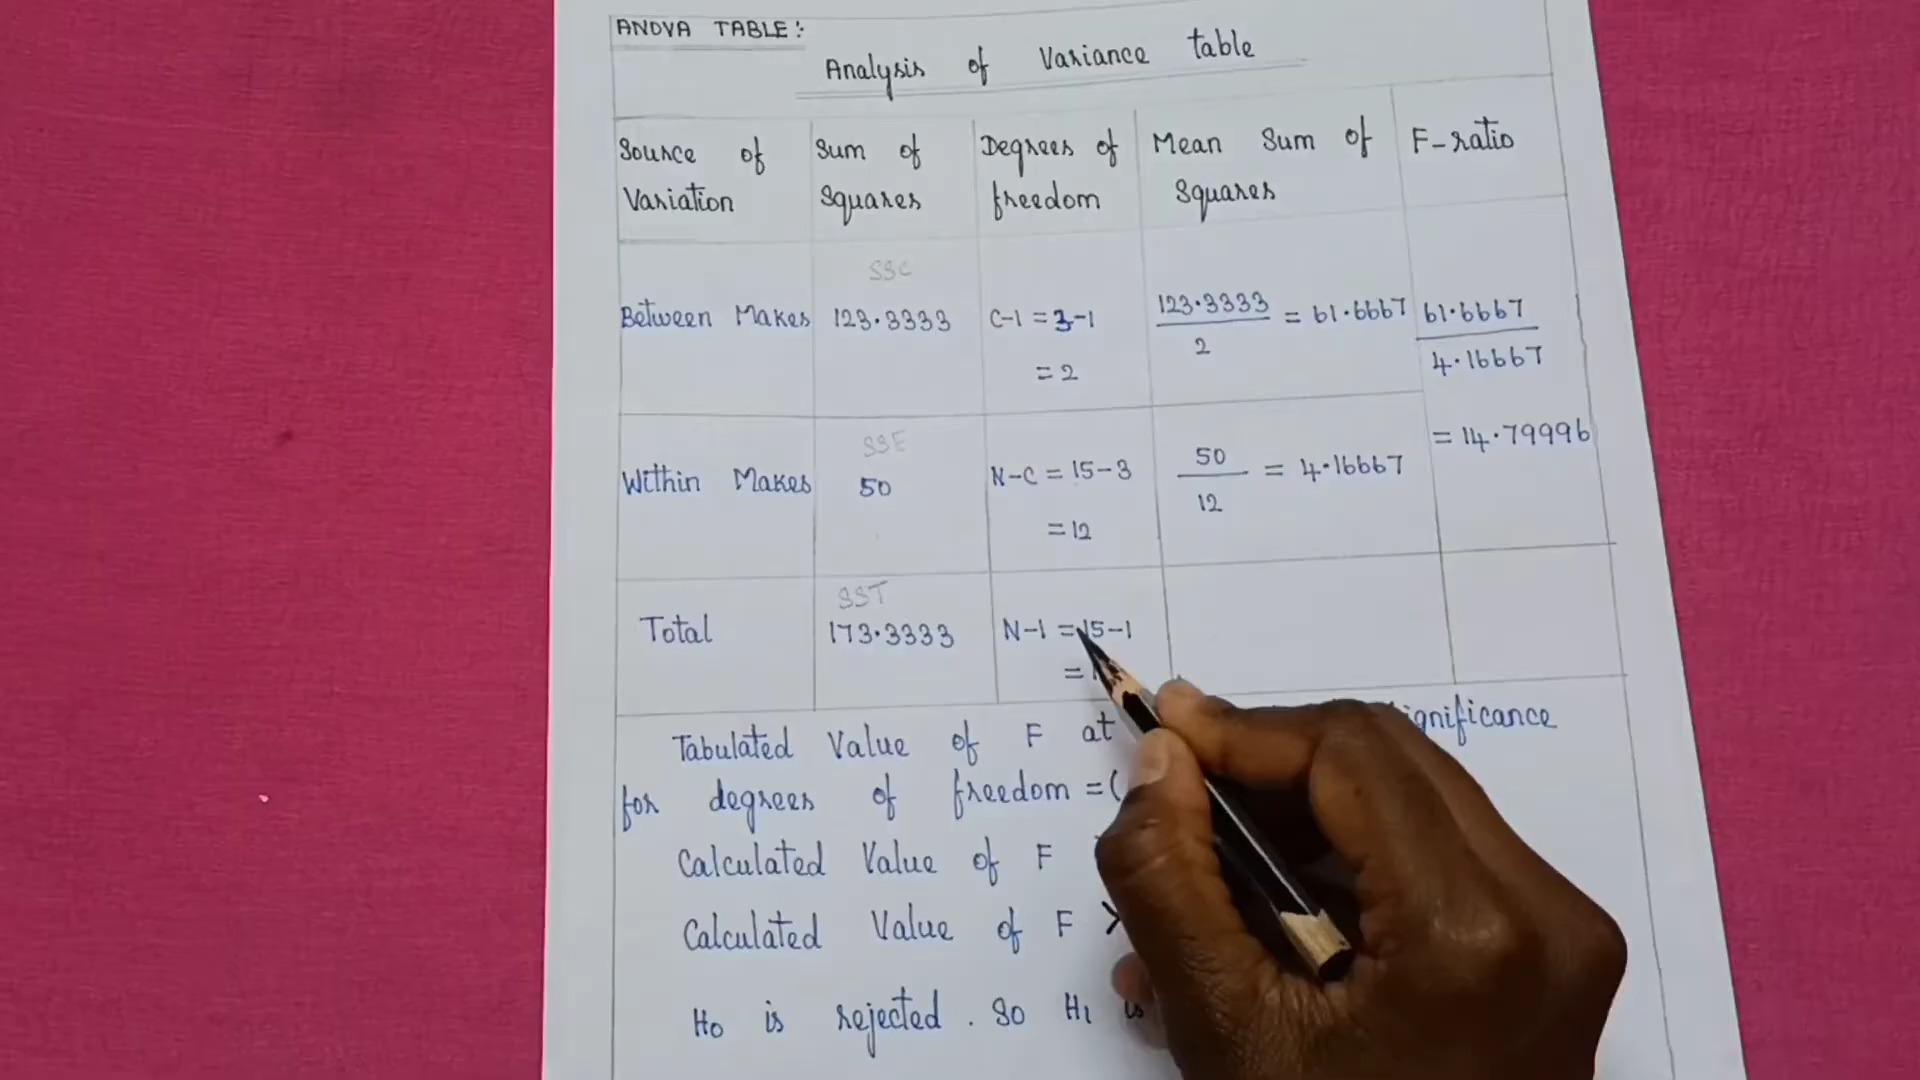 ANOVA TABLE:
Analysis of Variance table
Source of Variation
Sum of Squares
Degrees of freedom
Mean Sum of Squares
F-ratio
Between Makes
SSC
123.3333
C-1 = 3-1
= 2
123.3333
2
= 61.6667
61.6667
4.16667
= 14.79996
Within Makes
SSE
50
N-C = 15-3
= 12
50
12
= 4.16667
Total
SST
173.3333
N-1 = 15-1
=
Tabulated Value of F at
for degrees of freedom = (
Calculated Value of F
Calculated Value of F >
H0 is rejected. So H1 is